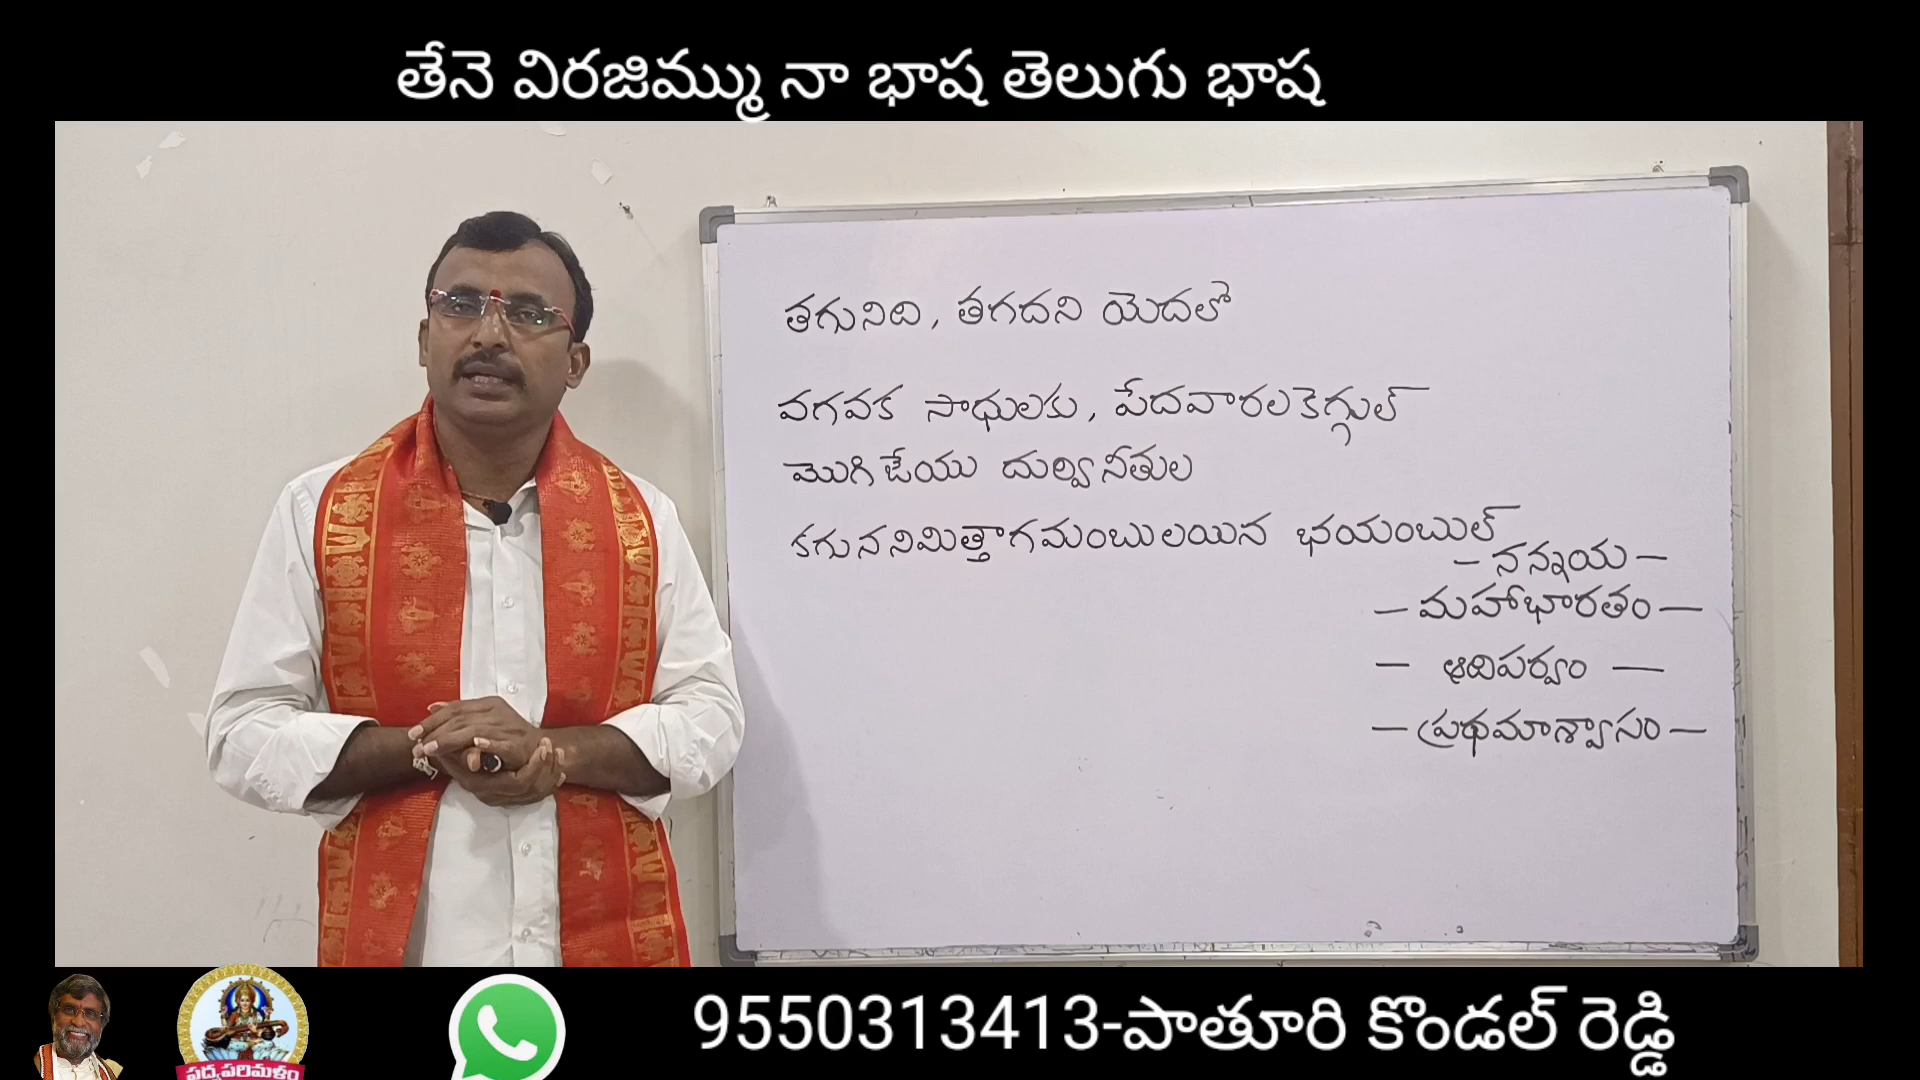 తేనె విరజిమ్ము నా భాష తెలుగు భాష
తగునిది, తగదని యెదలో
వగవక సాధులకు, పేదవారలకెగ్గుల్
మొగిఁజేయు దుర్వినీతుల
కగుననిమిత్తాగమంబులయిన భయంబుల్
- నన్నయ -
- మహాభారతం -
- ఆదిపర్వం -
- ప్రథమాశ్వాసం -
పద్యపరిమళం
9550313413-పాతూరి కొండల్ రెడ్డి